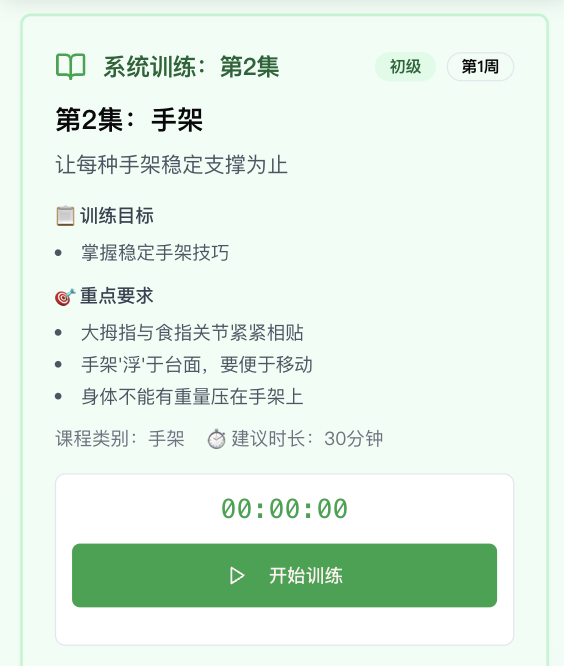 系统训练：第2集
初级
第1周
第2集：手架
让每种手架稳定支撑为止
📋 训练目标
• 掌握稳定手架技巧
🎯 重点要求
• 大拇指与食指关节紧紧相贴
• 手架'浮'于台面，要便于移动
• 身体不能有重量压在手架上
课程类别：手架 ⏱️ 建议时长：30分钟
00:00:00
开始训练